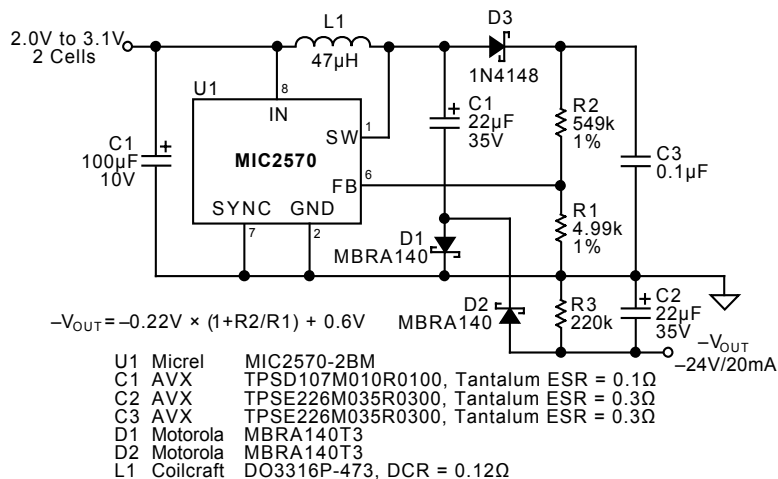 2.0V to 3.1V
2 Cells
L1
47µH
D3
1N4148
U1
8
IN
SW
1
MIC2570
FB
6
SYNC
GND
7
2
C1
100µF
10V
C1
22µF
35V
R2
549k
1%
C3
0.1µF
R1
4.99k
1%
D1
MBRA140
D2
MBRA140
R3
220k
C2
22µF
35V
–VOUT
–24V/20mA
–VOUT = –0.22V × (1+R2/R1) + 0.6V
U1 Micrel MIC2570-2BM
C1 AVX TPSD107M010R0100, Tantalum ESR = 0.1Ω
C2 AVX TPSE226M035R0300, Tantalum ESR = 0.3Ω
C3 AVX TPSE226M035R0300, Tantalum ESR = 0.3Ω
D1 Motorola MBRA140T3
D2 Motorola MBRA140T3
L1 Coilcraft DO3316P-473, DCR = 0.12Ω